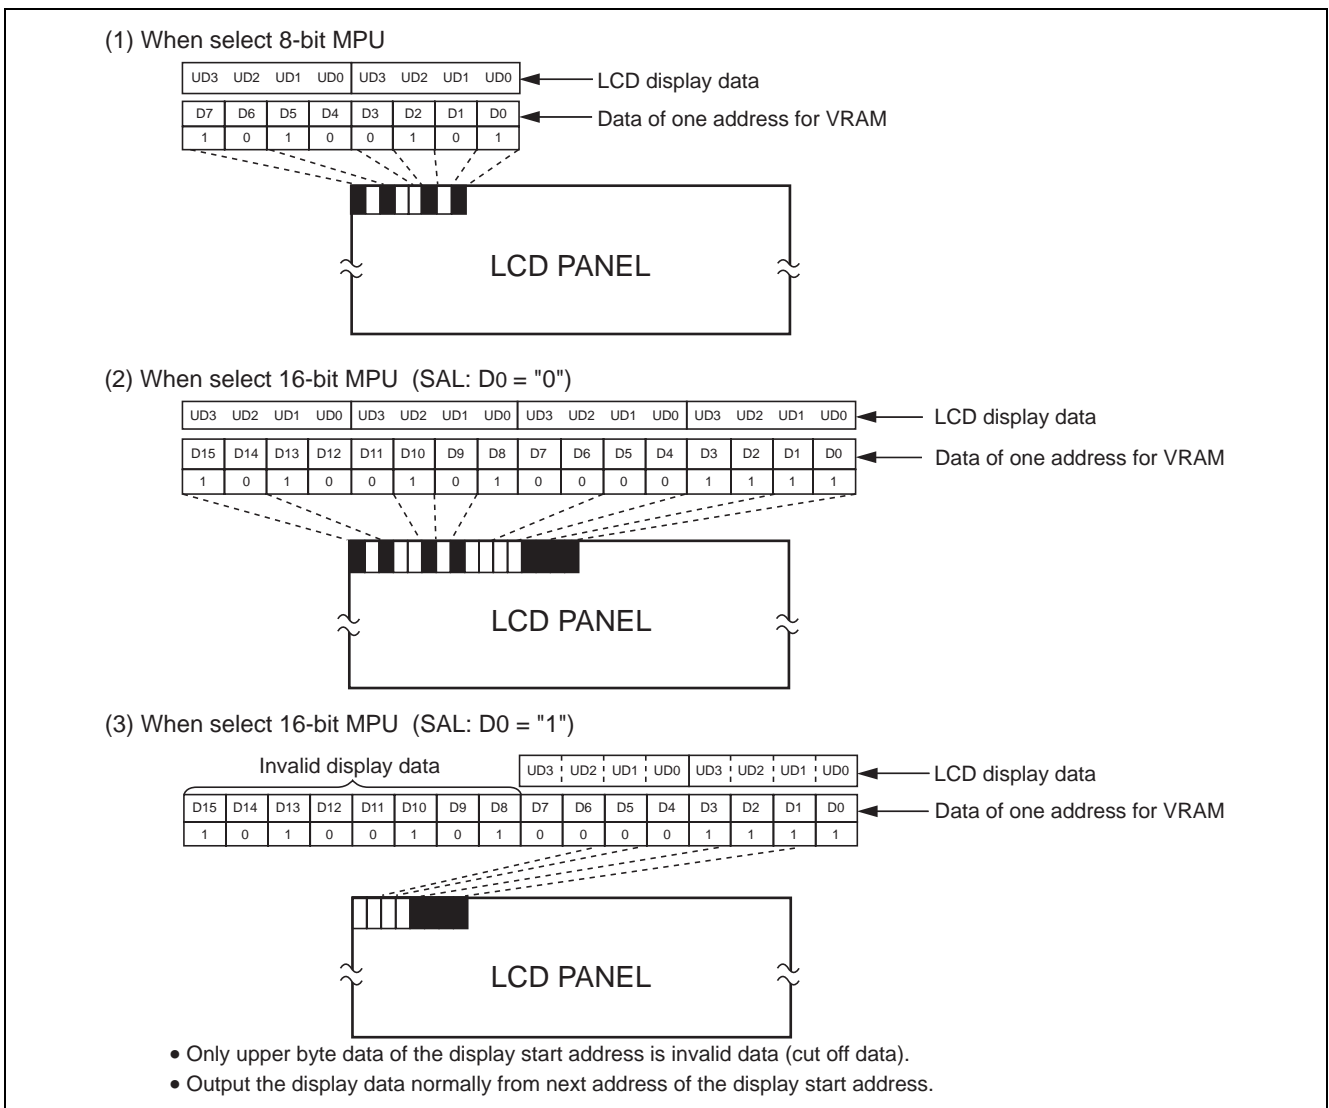 (1) When select 8-bit MPU
UD3 UD2 UD1 UD0 UD3 UD2 UD1 UD0 LCD display data
D7 D6 D5 D4 D3 D2 D1 D0 Data of one address for VRAM
1 0 1 0 0 1 0 1
LCD PANEL
(2) When select 16-bit MPU (SAL: D0 = "0")
UD3 UD2 UD1 UD0 UD3 UD2 UD1 UD0 UD3 UD2 UD1 UD0 UD3 UD2 UD1 UD0 LCD display data
D15 D14 D13 D12 D11 D10 D9 D8 D7 D6 D5 D4 D3 D2 D1 D0 Data of one address for VRAM
1 0 1 0 0 1 0 1 0 0 0 0 1 1 1 1
LCD PANEL
(3) When select 16-bit MPU (SAL: D0 = "1")
Invalid display data UD3 UD2 UD1 UD0 UD3 UD2 UD1 UD0 LCD display data
D15 D14 D13 D12 D11 D10 D9 D8 D7 D6 D5 D4 D3 D2 D1 D0 Data of one address for VRAM
1 0 1 0 0 1 0 1 0 0 0 0 1 1 1 1
LCD PANEL
• Only upper byte data of the display start address is invalid data (cut off data).
• Output the display data normally from next address of the display start address.